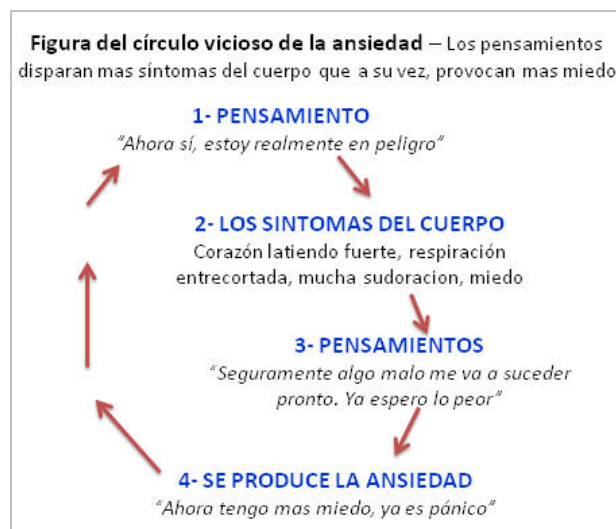 Figura del círculo vicioso de la ansiedad – Los pensamientos
disparan mas síntomas del cuerpo que a su vez, provocan mas miedo
1- PENSAMIENTO
“Ahora sí, estoy realmente en peligro”
2- LOS SINTOMAS DEL CUERPO
Corazón latiendo fuerte, respiración
entrecortada, mucha sudoracion, miedo
3- PENSAMIENTOS
“Seguramente algo malo me va a suceder
pronto. Ya espero lo peor”
4- SE PRODUCE LA ANSIEDAD
“Ahora tengo mas miedo, ya es pánico”